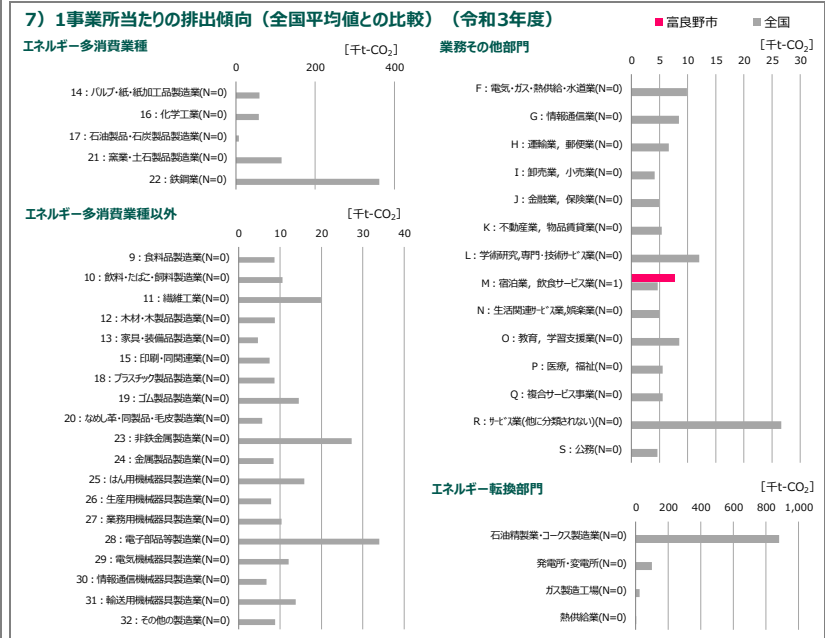 7）1事業所当たりの排出傾向（全国平均値との比較）（令和3年度）
富良野市 全国
エネルギー多消費業種
[千t-CO₂]
0 200 400
14：パルプ・紙・紙加工品製造業(N=0)
16：化学工業(N=0)
17：石油製品・石炭製品製造業(N=0)
21：窯業・土石製品製造業(N=0)
22：鉄鋼業(N=0)
エネルギー多消費業種以外
[千t-CO₂]
0 10 20 30 40
9：食料品製造業(N=0)
10：飲料・たばこ・飼料製造業(N=0)
11：繊維工業(N=0)
12：木材・木製品製造業(N=0)
13：家具・装備品製造業(N=0)
15：印刷・同関連業(N=0)
18：プラスチック製品製造業(N=0)
19：ゴム製品製造業(N=0)
20：なめし革・同製品・毛皮製造業(N=0)
23：非鉄金属製造業(N=0)
24：金属製品製造業(N=0)
25：はん用機械器具製造業(N=0)
26：生産用機械器具製造業(N=0)
27：業務用機械器具製造業(N=0)
28：電子部品等製造業(N=0)
29：電気機械器具製造業(N=0)
30：情報通信機械器具製造業(N=0)
31：輸送用機械器具製造業(N=0)
32：その他の製造業(N=0)
業務その他部門
[千t-CO₂]
0 5 10 15 20 25 30
F：電気・ガス・熱供給・水道業(N=0)
G：情報通信業(N=0)
H：運輸業，郵便業(N=0)
I：卸売業，小売業(N=0)
J：金融業，保険業(N=0)
K：不動産業，物品賃貸業(N=0)
L：学術研究,専門・技術ｻｰﾋﾞｽ業(N=0)
M：宿泊業，飲食サービス業(N=1)
N：生活関連ｻｰﾋﾞｽ業,娯楽業(N=0)
O：教育，学習支援業(N=0)
P：医療，福祉(N=0)
Q：複合サービス事業(N=0)
R：ｻｰﾋﾞｽ業(他に分類されない)(N=0)
S：公務(N=0)
エネルギー転換部門
[千t-CO₂]
0 200 400 600 800 1,000
石油精製業・コークス製造業(N=0)
発電所・変電所(N=0)
ガス製造工場(N=0)
熱供給業(N=0)